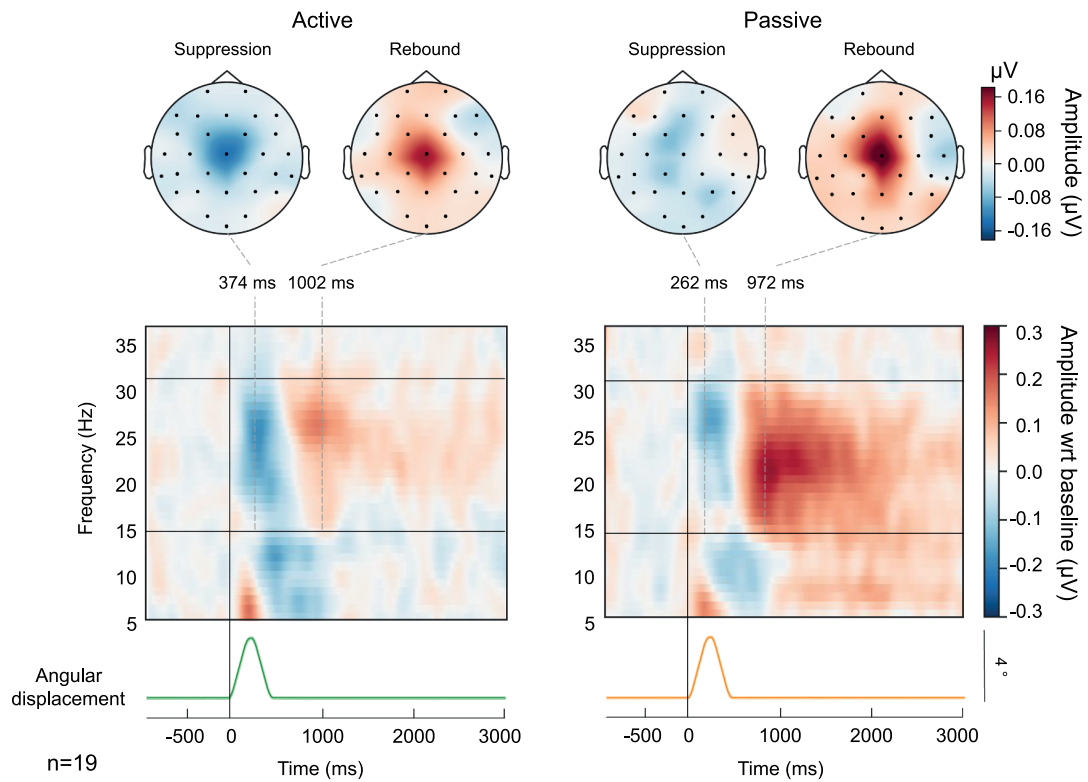 Active
Passive
Suppression
Rebound
Suppression
Rebound
µV
0.16
0.08
0.00
-0.08
-0.16
Amplitude (µV)
374 ms
1002 ms
262 ms
972 ms
35
30
25
20
15
10
5
Frequency (Hz)
35
30
25
20
15
10
5
0.3
0.2
0.1
0.0
-0.1
-0.2
-0.3
Amplitude wrt baseline
(µV)
Angular
displacement
4°
-500
0
1000
2000
3000
Time (ms)
-500
0
1000
2000
3000
Time (ms)
n=19